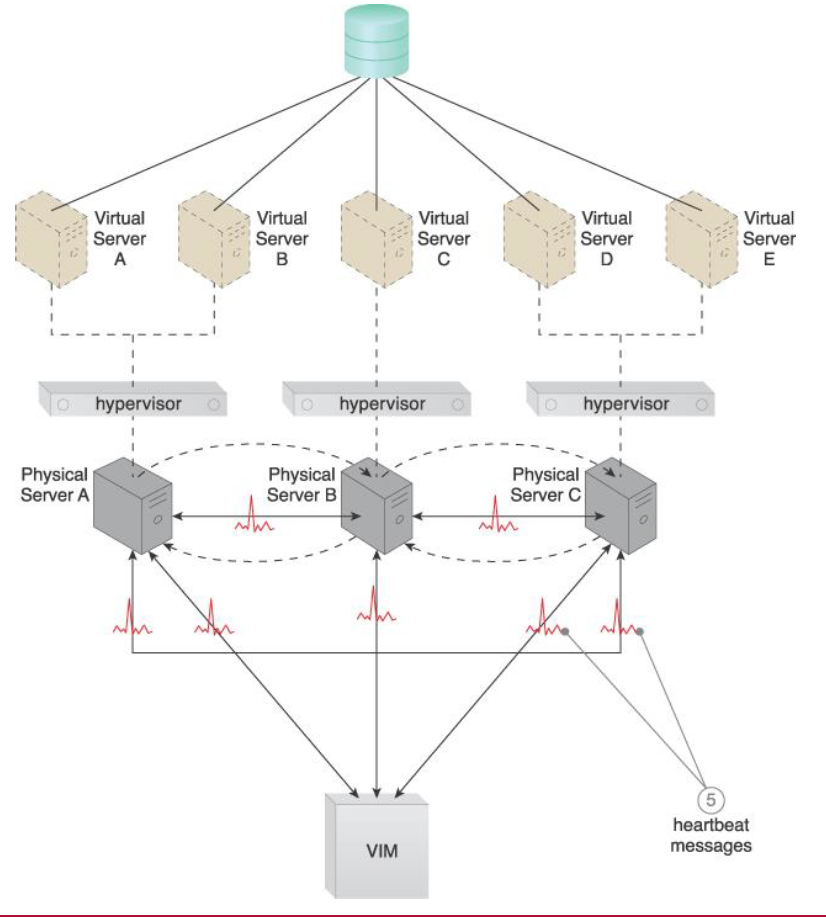 Virtual
Server
A
Virtual
Server
B
Virtual
Server
C
Virtual
Server
D
Virtual
Server
E
hypervisor
hypervisor
hypervisor
Physical
Server A
Physical
Server B
Physical
Server C
5
heartbeat
messages
VIM